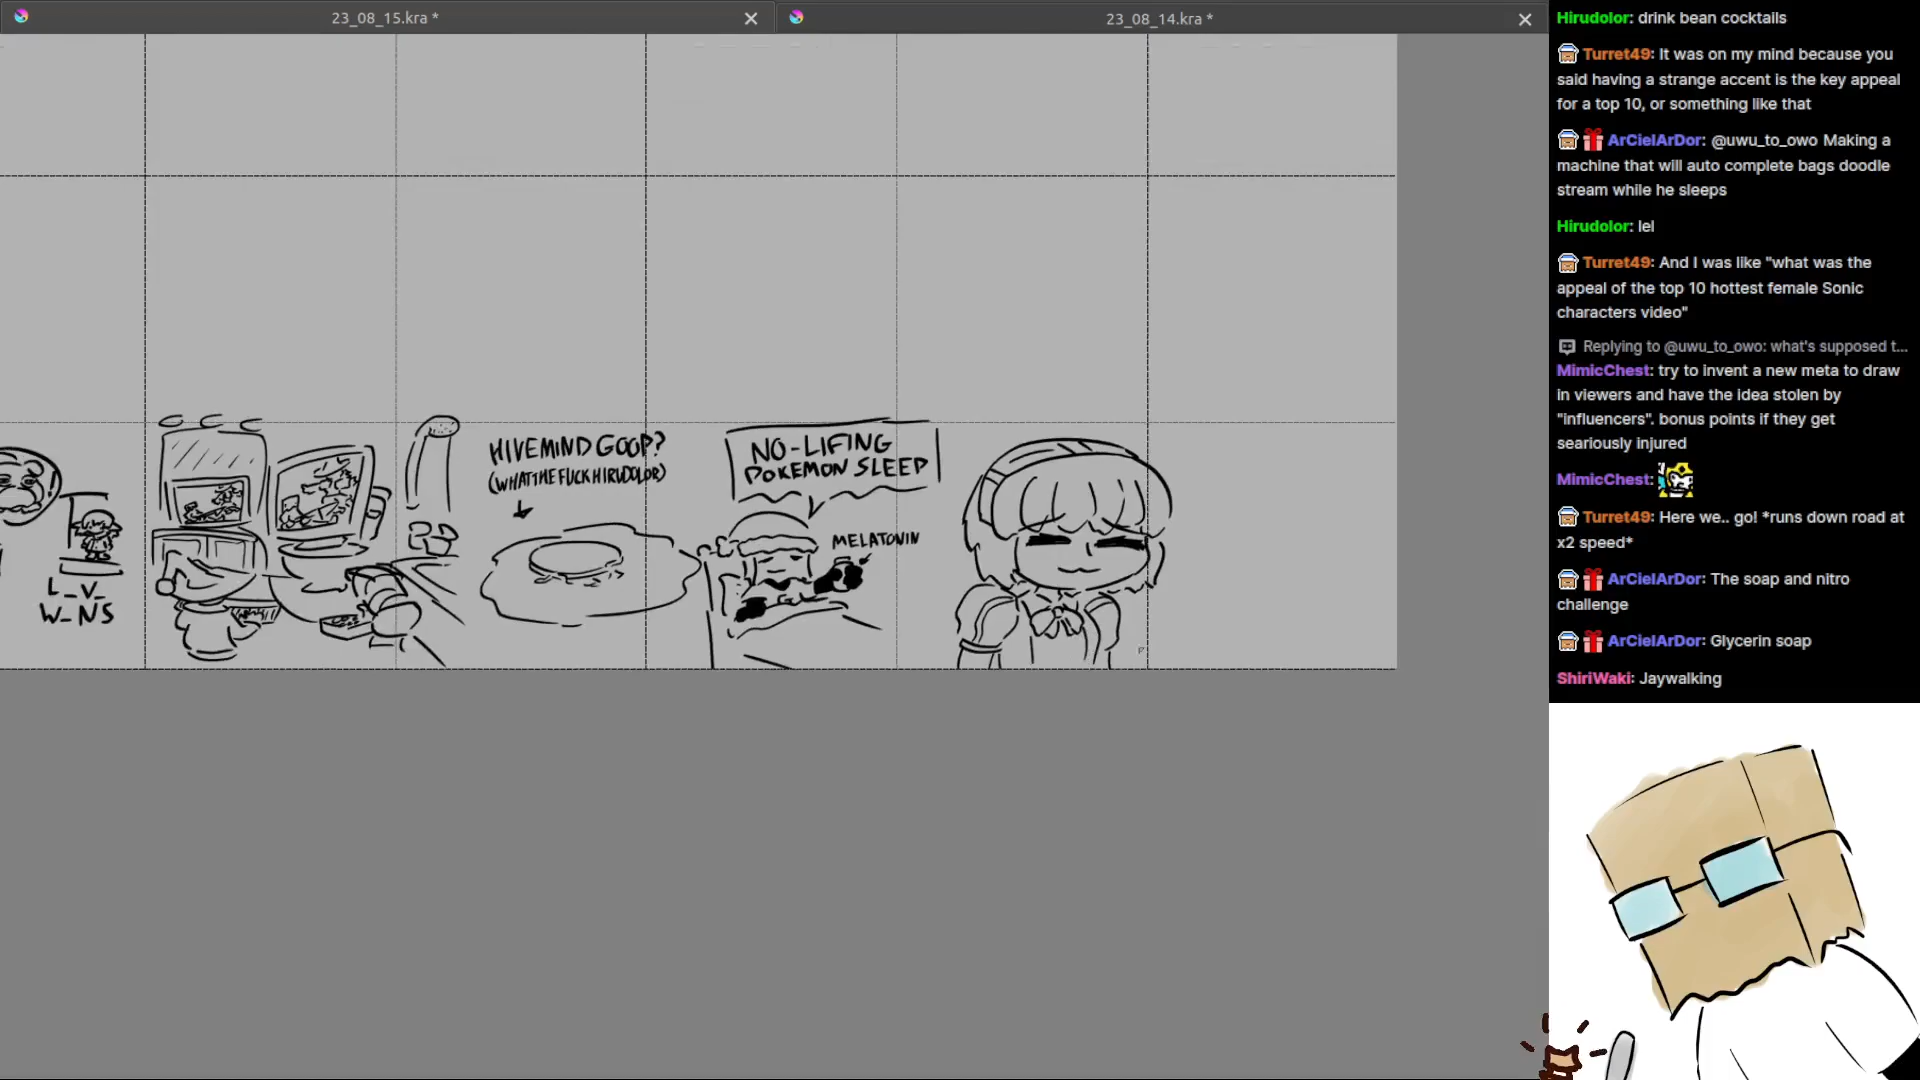 23_08_15.kra *
23_08_14.kra *
HIVEMIND GOOP?
(WHAT THE FUCK HIRUDOLOR)
NO-LIFING
POKEMON SLEEP
MELATONIN
L_V_
W_NS
Hirudolor: drink bean cocktails
Turret49: It was on my mind because you
said having a strange accent is the key appeal
for a top 10, or something like that
ArCielArDor: @uwu_to_owo Making a
machine that will auto complete bags doodle
stream while he sleeps
Hirudolor: lel
Turret49: And I was like "what was the
appeal of the top 10 hottest female Sonic
characters video"
Replying to @uwu_to_owo: what's supposed t...
MimicChest: try to invent a new meta to draw
in viewers and have the idea stolen by
"influencers". bonus points if they get
seariously injured
MimicChest:
Turret49: Here we.. go! *runs down road at
x2 speed*
ArCielArDor: The soap and nitro
challenge
ArCielArDor: Glycerin soap
ShiriWaki: Jaywalking